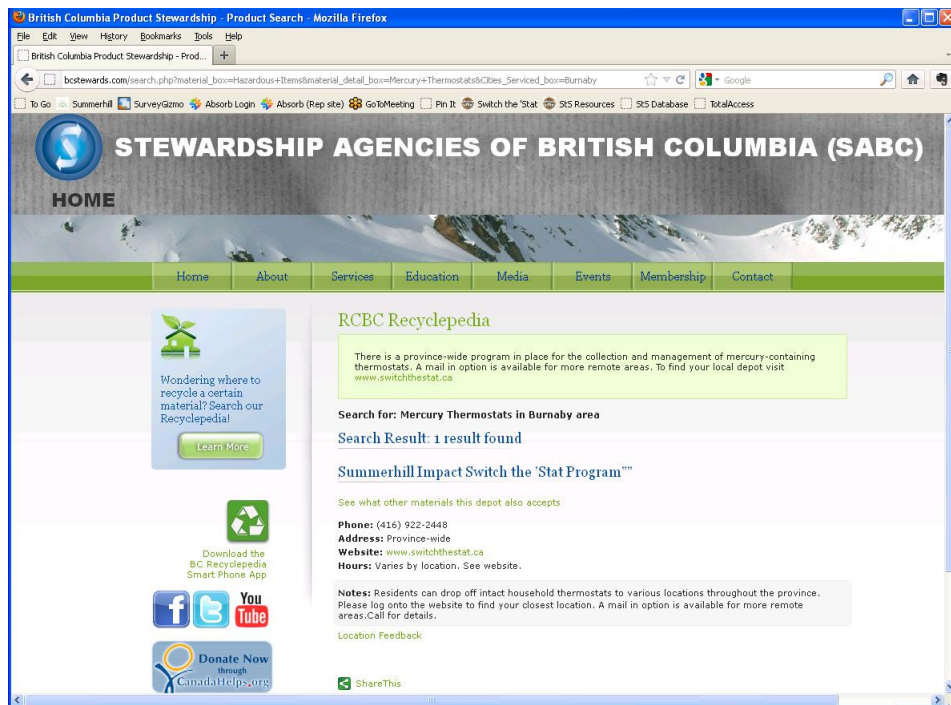 British Columbia Product Stewardship - Product Search - Mozilla Firefox
File Edit View History Bookmarks Tools Help
British Columbia Product Stewardship - Prod...
bcstewards.com/search.php?material_box=Hazardous+Items&material_detail_box=Mercury+Thermostats&Cities_Serviced_box=Burnaby
Google
To Go Summerhill SurveyGizmo Absorb Login Absorb (Rep site) GoToMeeting Pin It Switch the 'Stat StS Resources StS Database TotalAccess
STEWARDSHIP AGENCIES OF BRITISH COLUMBIA (SABC)
HOME
Home About Services Education Media Events Membership Contact
Wondering where to
recycle a certain
material? Search our
Recyclepedia!
Learn More
Download the
BC Recyclepedia
Smart Phone App
You
Tube
Donate Now
through
CanadaHelps.org
RCBC Recyclepedia
There is a province-wide program in place for the collection and management of mercury-containing
thermostats. A mail in option is available for more remote areas. To find your local depot visit
www.switchthestat.ca
Search for: Mercury Thermostats in Burnaby area
Search Result: 1 result found
Summerhill Impact Switch the 'Stat Program""
See what other materials this depot also accepts
Phone: (416) 922-2448
Address: Province-wide
Website: www.switchthestat.ca
Hours: Varies by location. See website.
Notes: Residents can drop off intact household thermostats to various locations throughout the province.
Please log onto the website to find your closest location. A mail in option is available for more remote
areas.Call for details.
Location Feedback
ShareThis